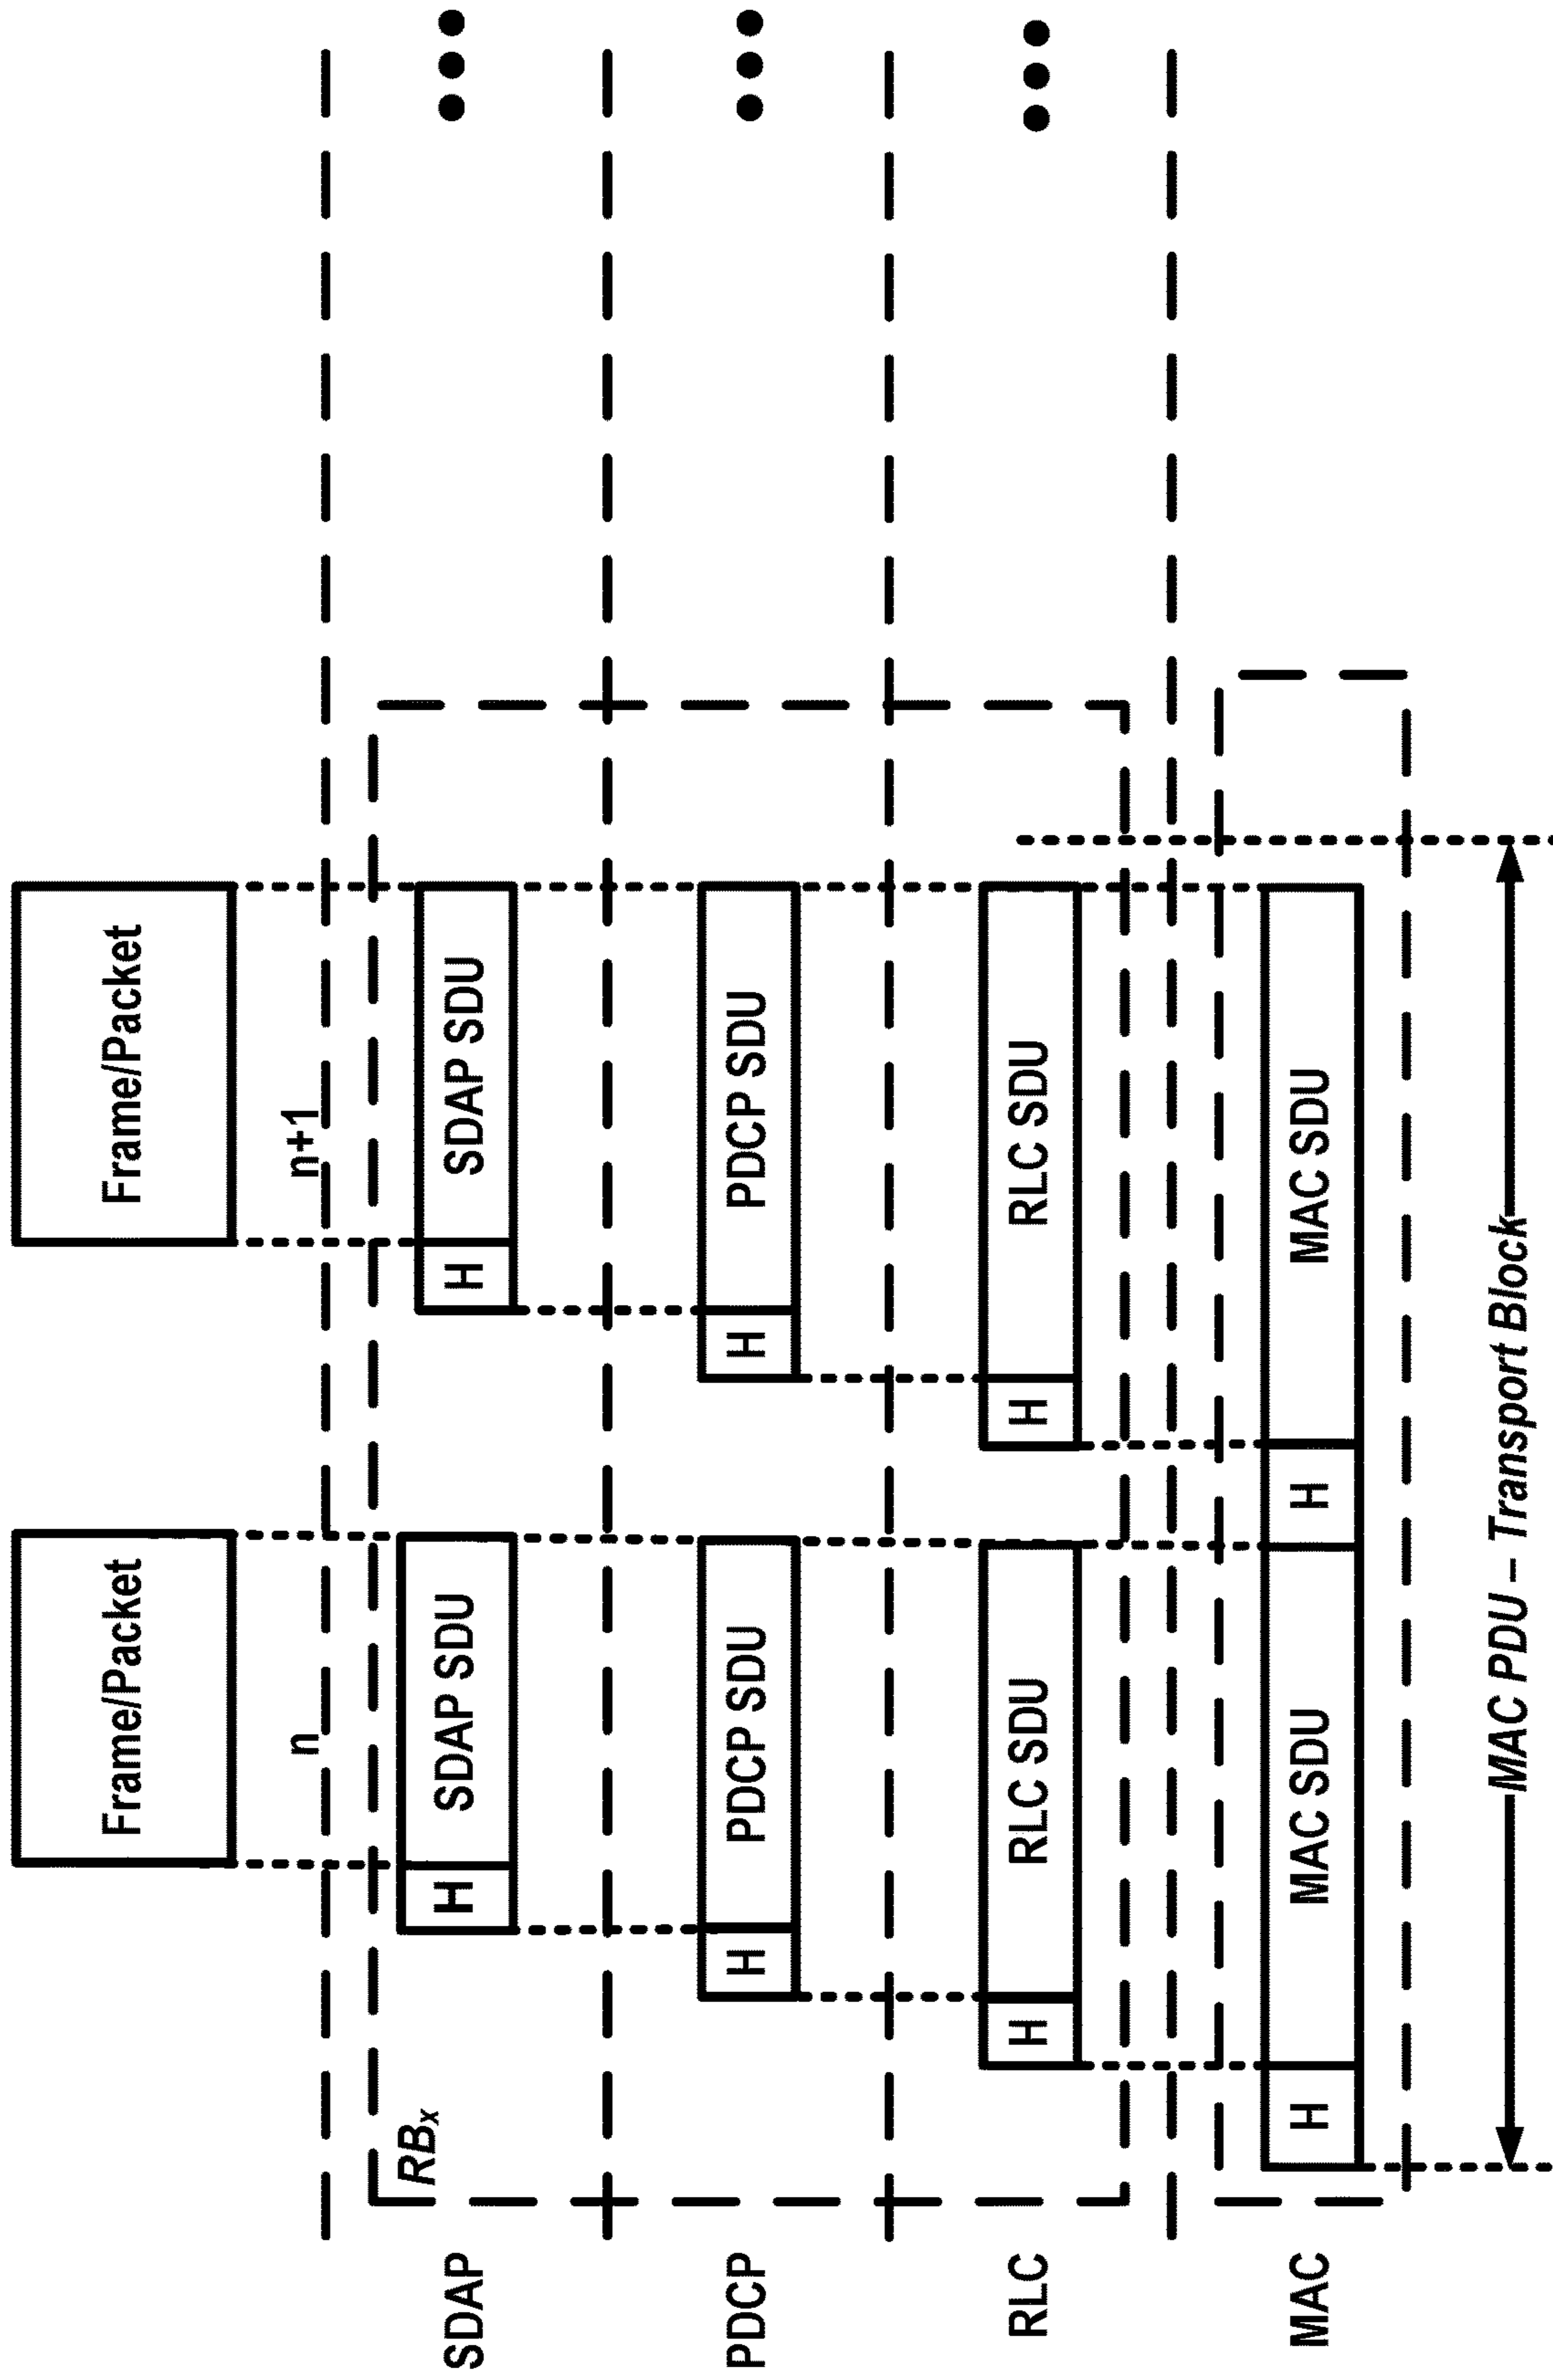 Frame/Packet
Frame/Packet
n
n+1
RBx
SDAP
H
SDAP SDU
H
SDAP SDU
PDCP
H
PDCP SDU
H
PDCP SDU
RLC
H
RLC SDU
H
RLC SDU
MAC
H
MAC SDU
H
MAC SDU
MAC PDU – Transport Block